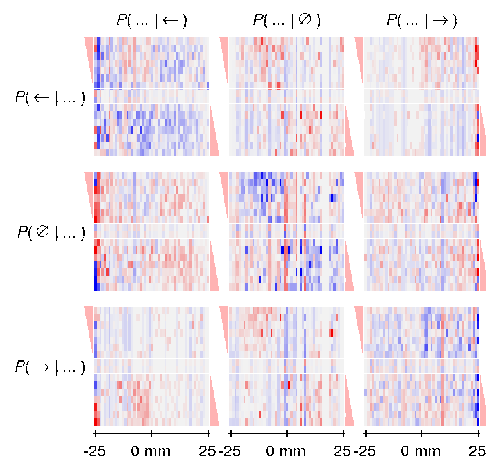 P( ... | ← ) P( ... | ∅ ) P( ... | → )
P( ← | ... )
P( ∅ | ... )
P( → | ... )
-25 0 mm 25 -25 0 mm 25 -25 0 mm 25